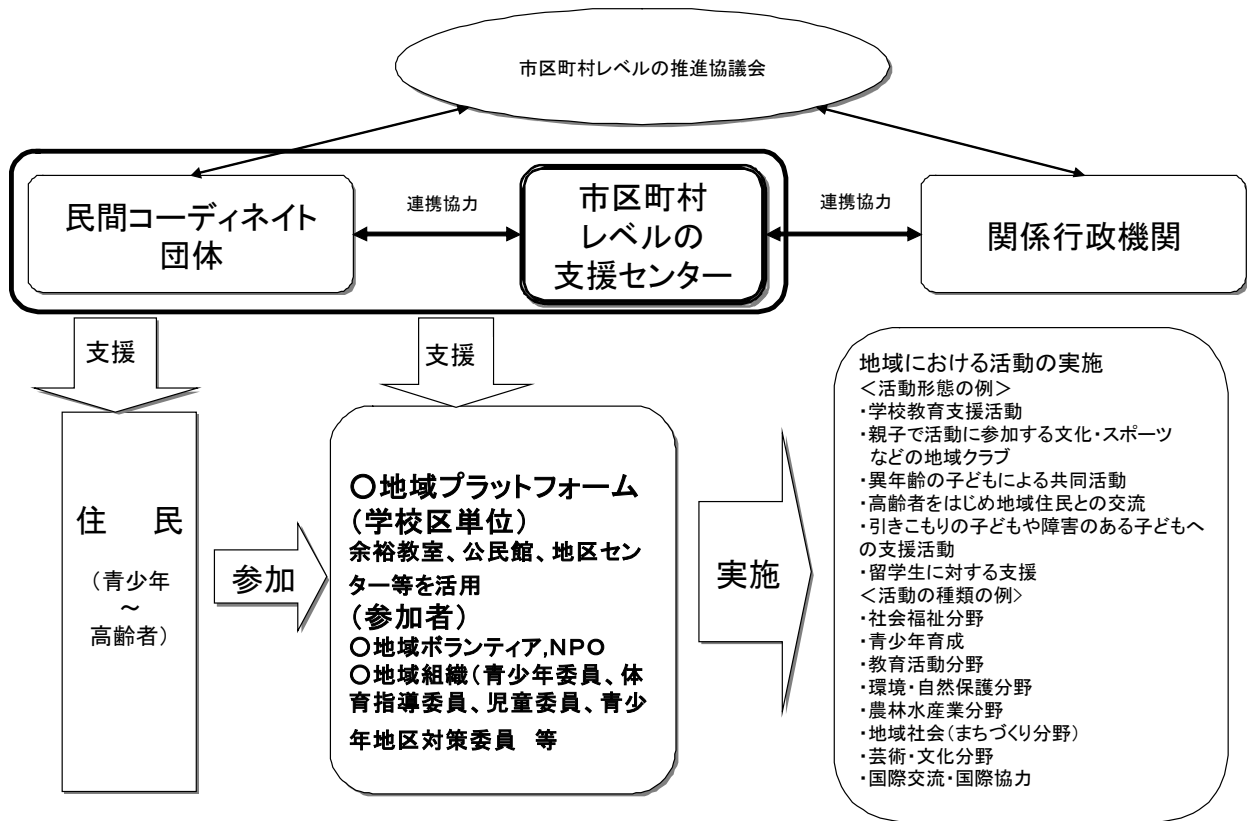 市区町村レベルの推進協議会
民間コーディネイト
団体
連携協力
市区町村
レベルの
支援センター
連携協力
関係行政機関
支援
支援
住 民
(青少年
~
高齢者)
参加
○地域プラットフォーム
(学校区単位)
余裕教室、公民館、地区セン
ター等を活用
(参加者)
○地域ボランティア,NPO
○地域組織(青少年委員、体
育指導委員、児童委員、青少
年地区対策委員 等
実施
地域における活動の実施
<活動形態の例>
・学校教育支援活動
・親子で活動に参加する文化・スポーツ
などの地域クラブ
・異年齢の子どもによる共同活動
・高齢者をはじめ地域住民との交流
・引きこもりの子どもや障害のある子どもへ
の支援活動
・留学生に対する支援
<活動の種類の例>
・社会福祉分野
・青少年育成
・教育活動分野
・環境・自然保護分野
・農林水産業分野
・地域社会(まちづくり分野)
・芸術・文化分野
・国際交流・国際協力